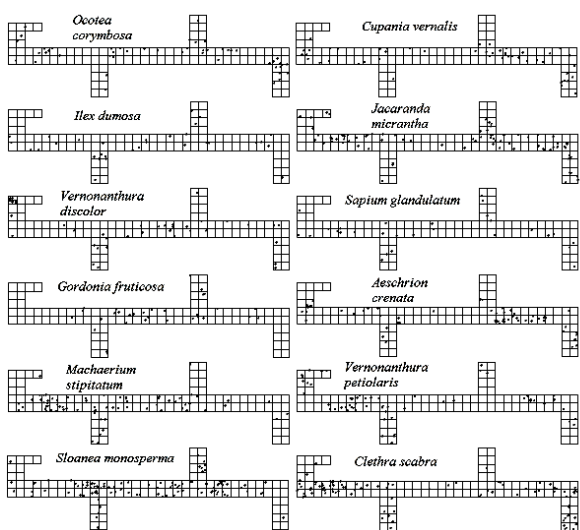 Ocotea
corymbosa
Cupania vernalis
Ilex dumosa
Jacaranda
micrantha
Vernonanthura
discolor
Sapium glandulatum
Gordonia fruticosa
Aeschrion
crenata
Machaerium
stipitatum
Vernonanthura
petiolaris
Sloanea monosperma
Clethra scabra